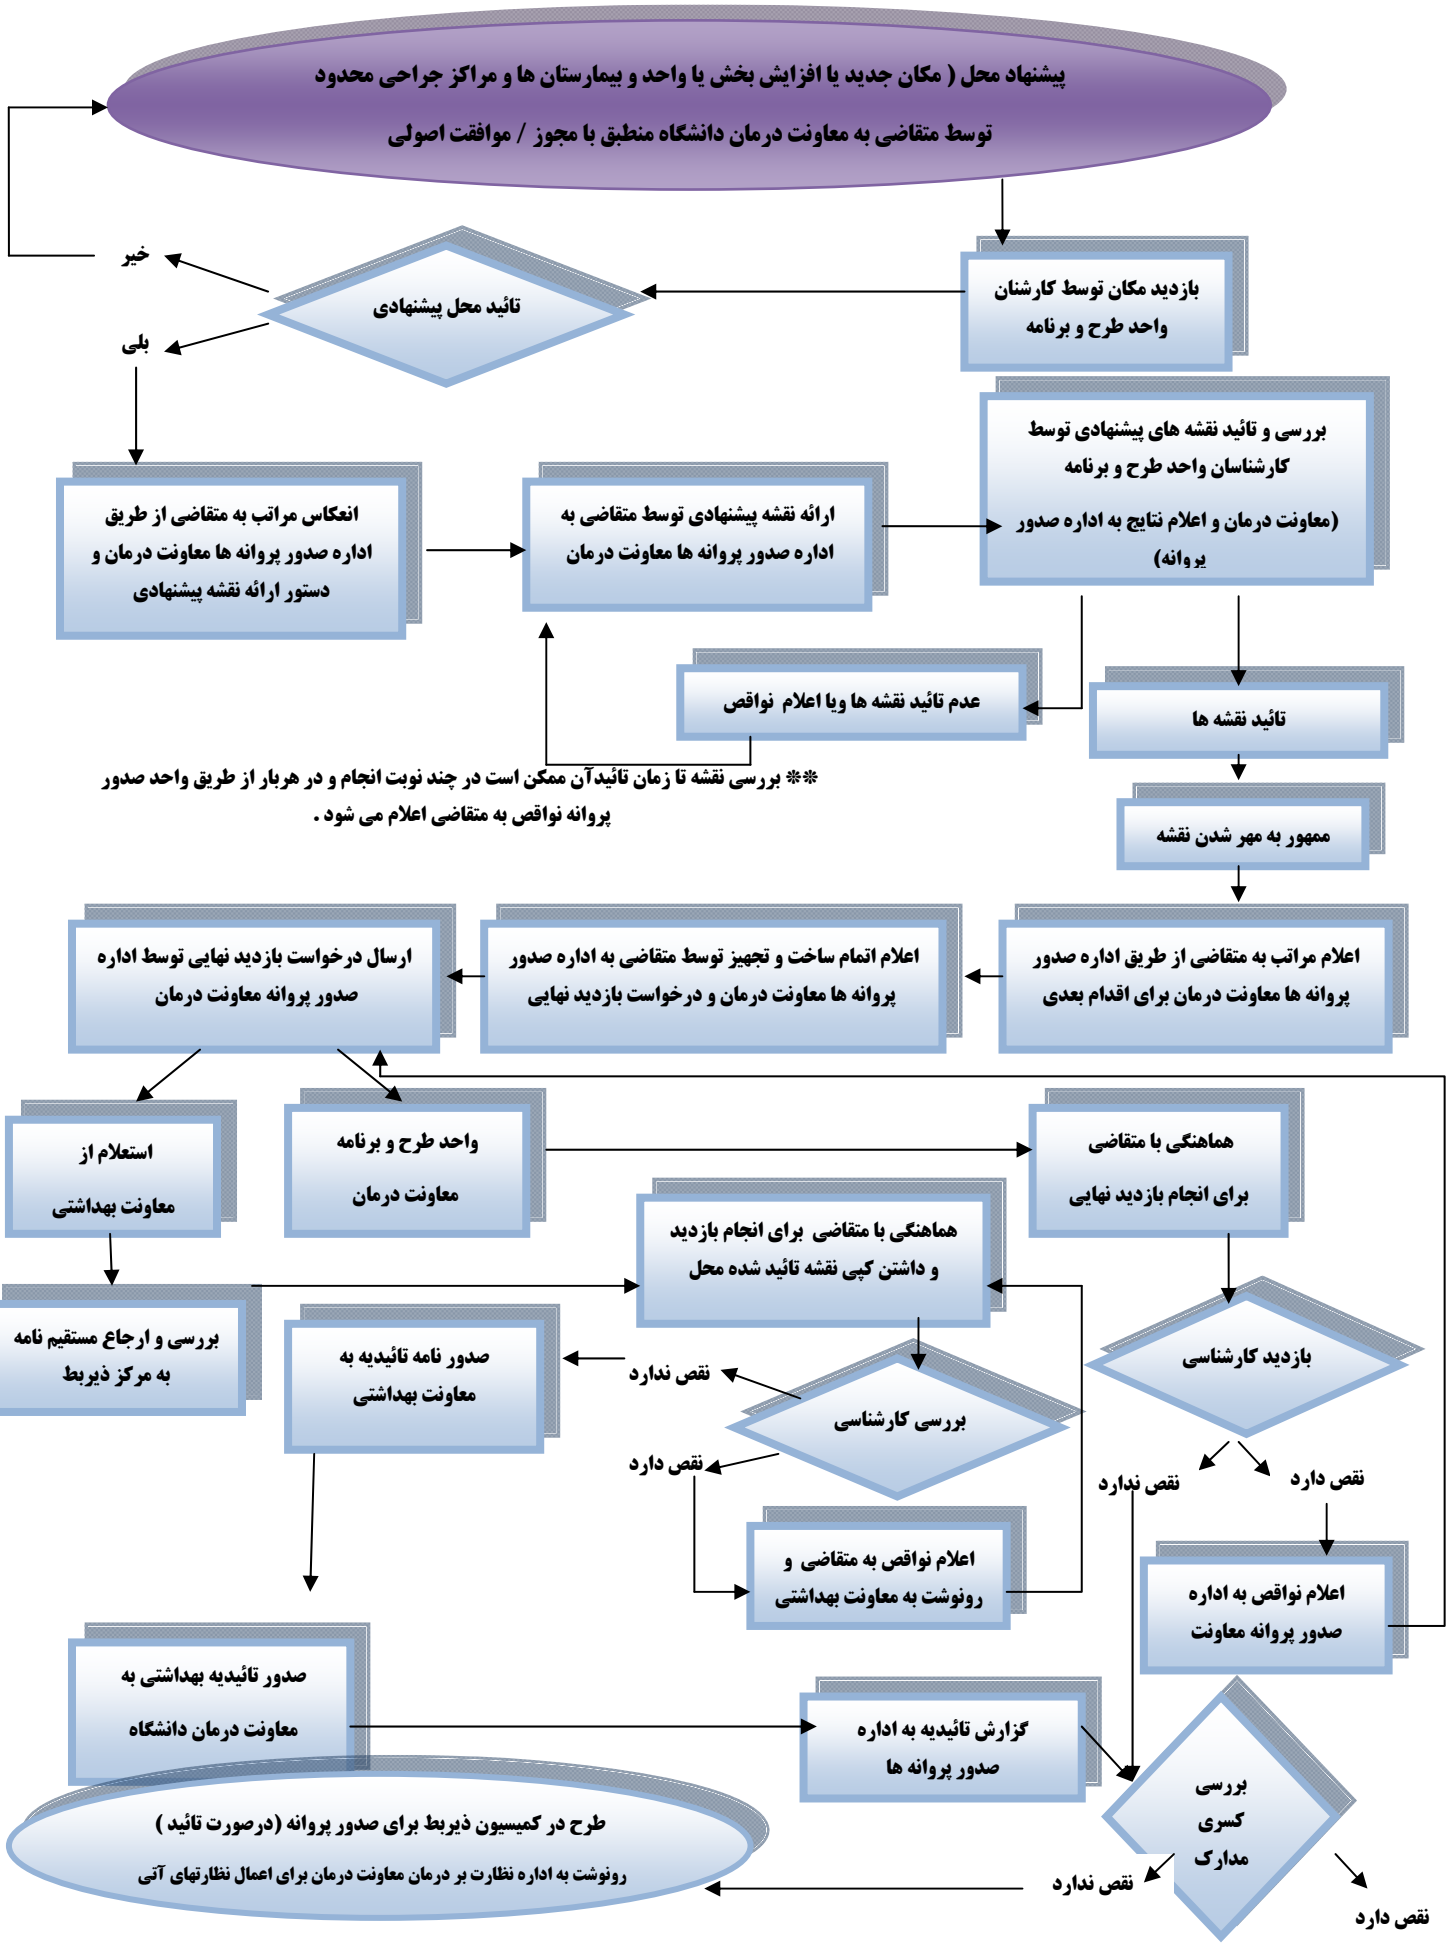 پیشنهاد محل ( مکان جدید یا افزایش بخش یا واحد و بیمارستان ها و مراکز جراحی محدود
توسط متقاضی به معاونت درمان دانشگاه منطبق با مجوز / موافقت اصولی
بازدید مکان توسط کارشنان
واحد طرح و برنامه
تائید محل پیشنهادی
خیر
بلی
بررسی و تائید نقشه های پیشنهادی توسط
کارشناسان واحد طرح و برنامه
(معاونت درمان و اعلام نتایج به اداره صدور
پروانه)
ارائه نقشه پیشنهادی توسط متقاضی به
اداره صدور پروانه ها معاونت درمان
انعکاس مراتب به متقاضی از طریق
اداره صدور پروانه ها معاونت درمان و
دستور ارائه نقشه پیشنهادی
عدم تائید نقشه ها ویا اعلام نواقص
تائید نقشه ها
** بررسی نقشه تا زمان تائیدآن ممکن است در چند نوبت انجام و در هربار از طریق واحد صدور
پروانه نواقص به متقاضی اعلام می شود .
ممهور به مهر شدن نقشه
اعلام مراتب به متقاضی از طریق اداره صدور
پروانه ها معاونت درمان برای اقدام بعدی
اعلام اتمام ساخت و تجهیز توسط متقاضی به اداره صدور
پروانه ها معاونت درمان و درخواست بازدید نهایی
ارسال درخواست بازدید نهایی توسط اداره
صدور پروانه معاونت درمان
هماهنگی با متقاضی
برای انجام بازدید نهایی
واحد طرح و برنامه
معاونت درمان
استعلام از
معاونت بهداشتی
هماهنگی با متقاضی برای انجام بازدید
و داشتن کپی نقشه تائید شده محل
بررسی و ارجاع مستقیم نامه
به مرکز ذیربط
صدور نامه تائیدیه به
معاونت بهداشتی
نقص ندارد
بازدید کارشناسی
بررسی کارشناسی
نقص دارد
نقص دارد
نقص ندارد
اعلام نواقص به متقاضی و
رونوشت به معاونت بهداشتی
اعلام نواقص به اداره
صدور پروانه معاونت
صدور تائیدیه بهداشتی به
معاونت درمان دانشگاه
گزارش تائیدیه به اداره
صدور پروانه ها
بررسی
کسری
مدارک
طرح در کمیسیون ذیربط برای صدور پروانه (درصورت تائید )
رونوشت به اداره نظارت بر درمان معاونت درمان برای اعمال نظارتهای آتی
نقص ندارد
نقص دارد